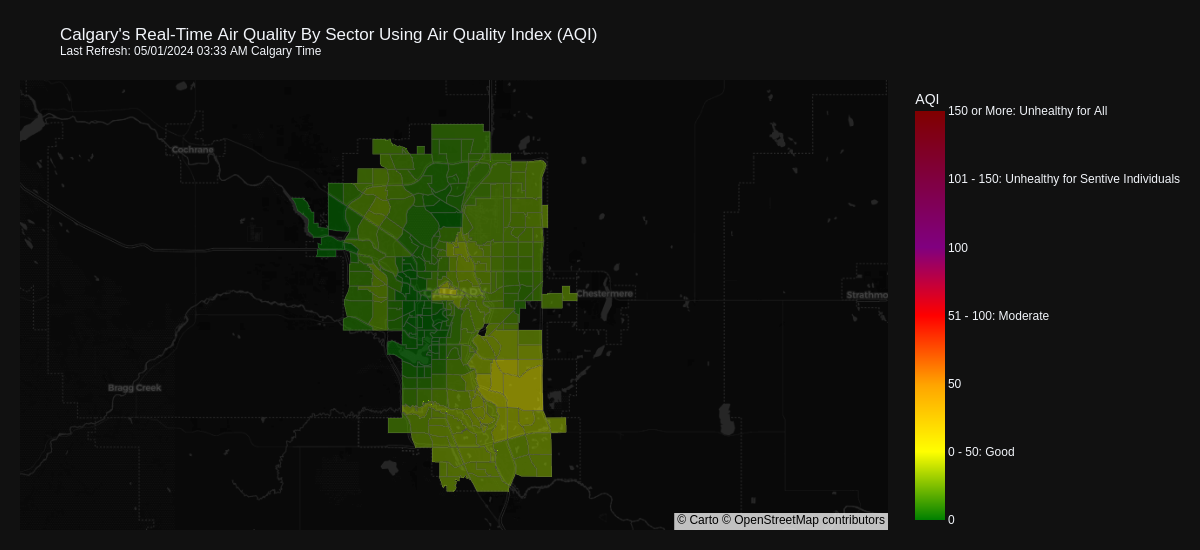 Calgary's Real-Time Air Quality By Sector Using Air Quality Index (AQI)
Last Refresh: 05/01/2024 03:33 AM Calgary Time
AQI
150 or More: Unhealthy for All
101 - 150: Unhealthy for Sentive Individuals
100
51 - 100: Moderate
50
0 - 50: Good
0
Cochrane
CALGARY
Chestermere
Strathmo
Bragg Creek
© Carto © OpenStreetMap contributors